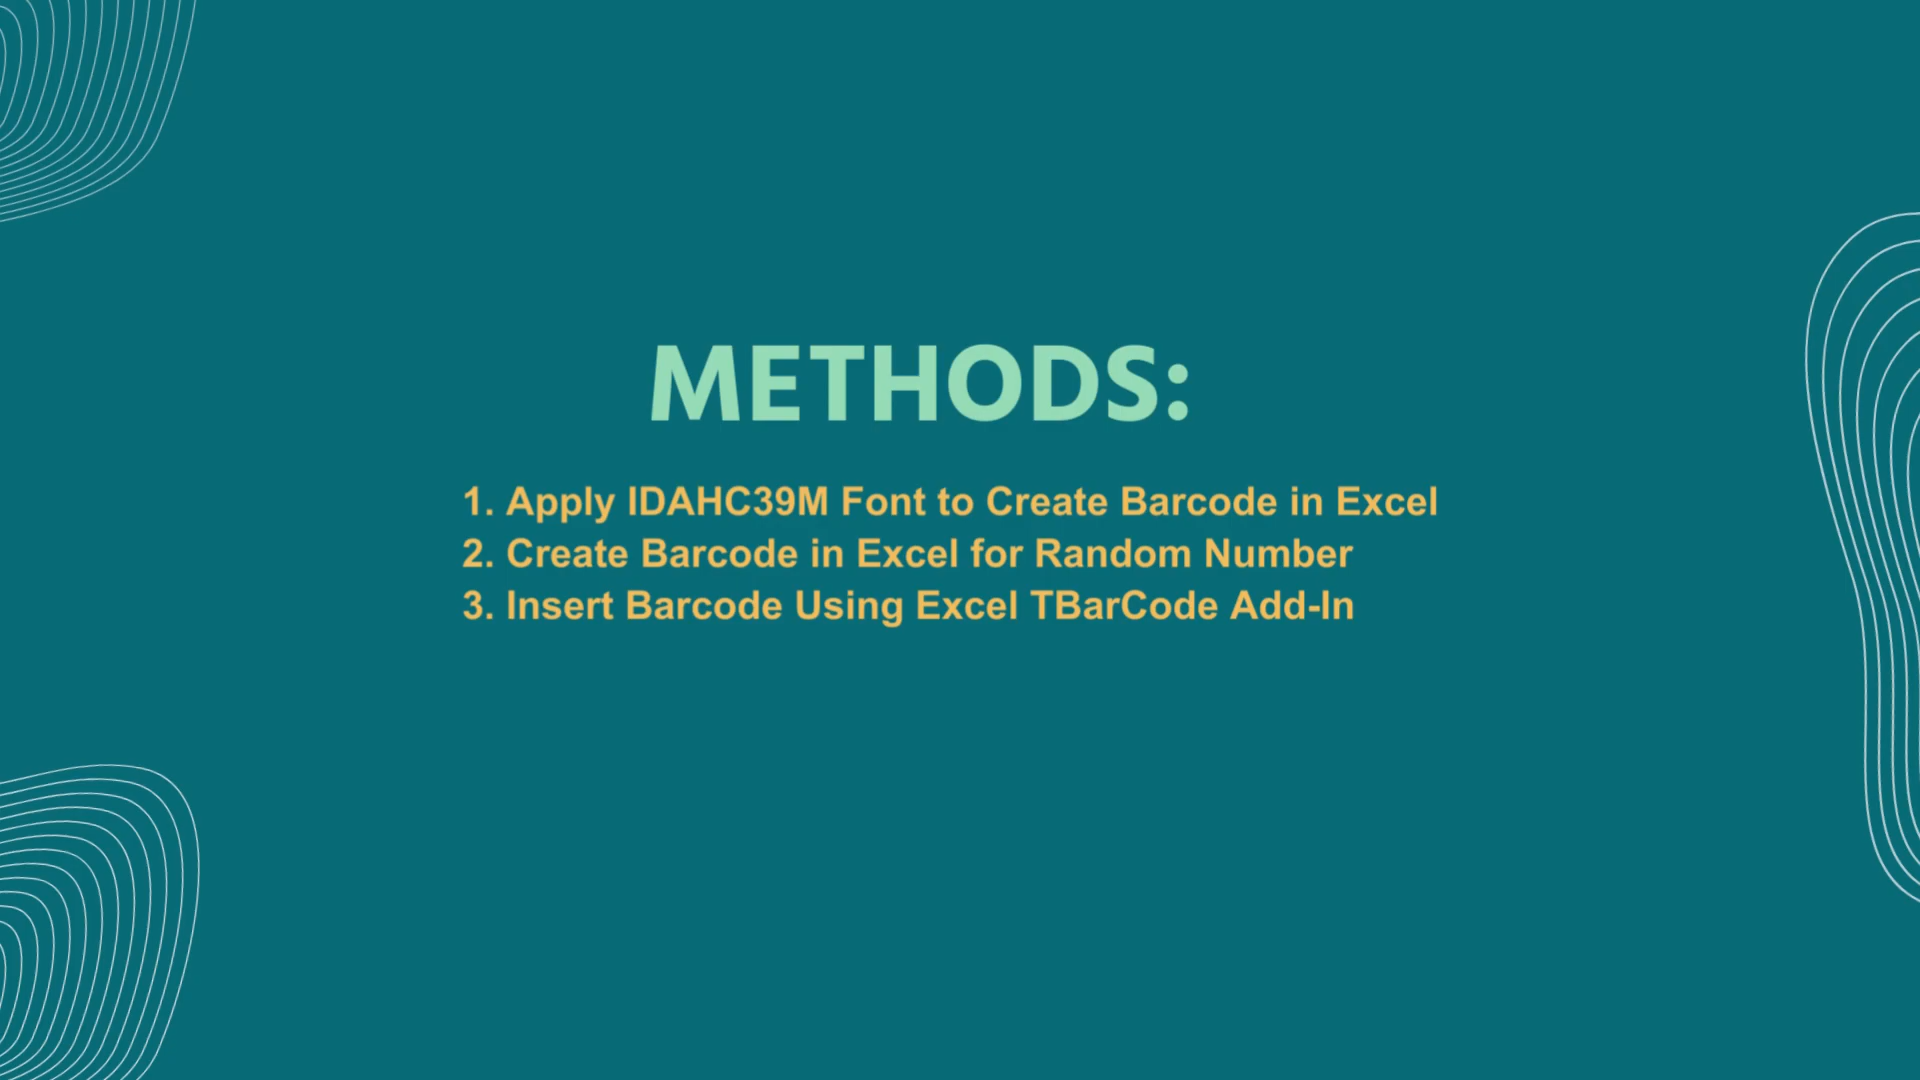 METHODS:
1. Apply IDAHC39M Font to Create Barcode in Excel
2. Create Barcode in Excel for Random Number
3. Insert Barcode Using Excel TBarCode Add-In